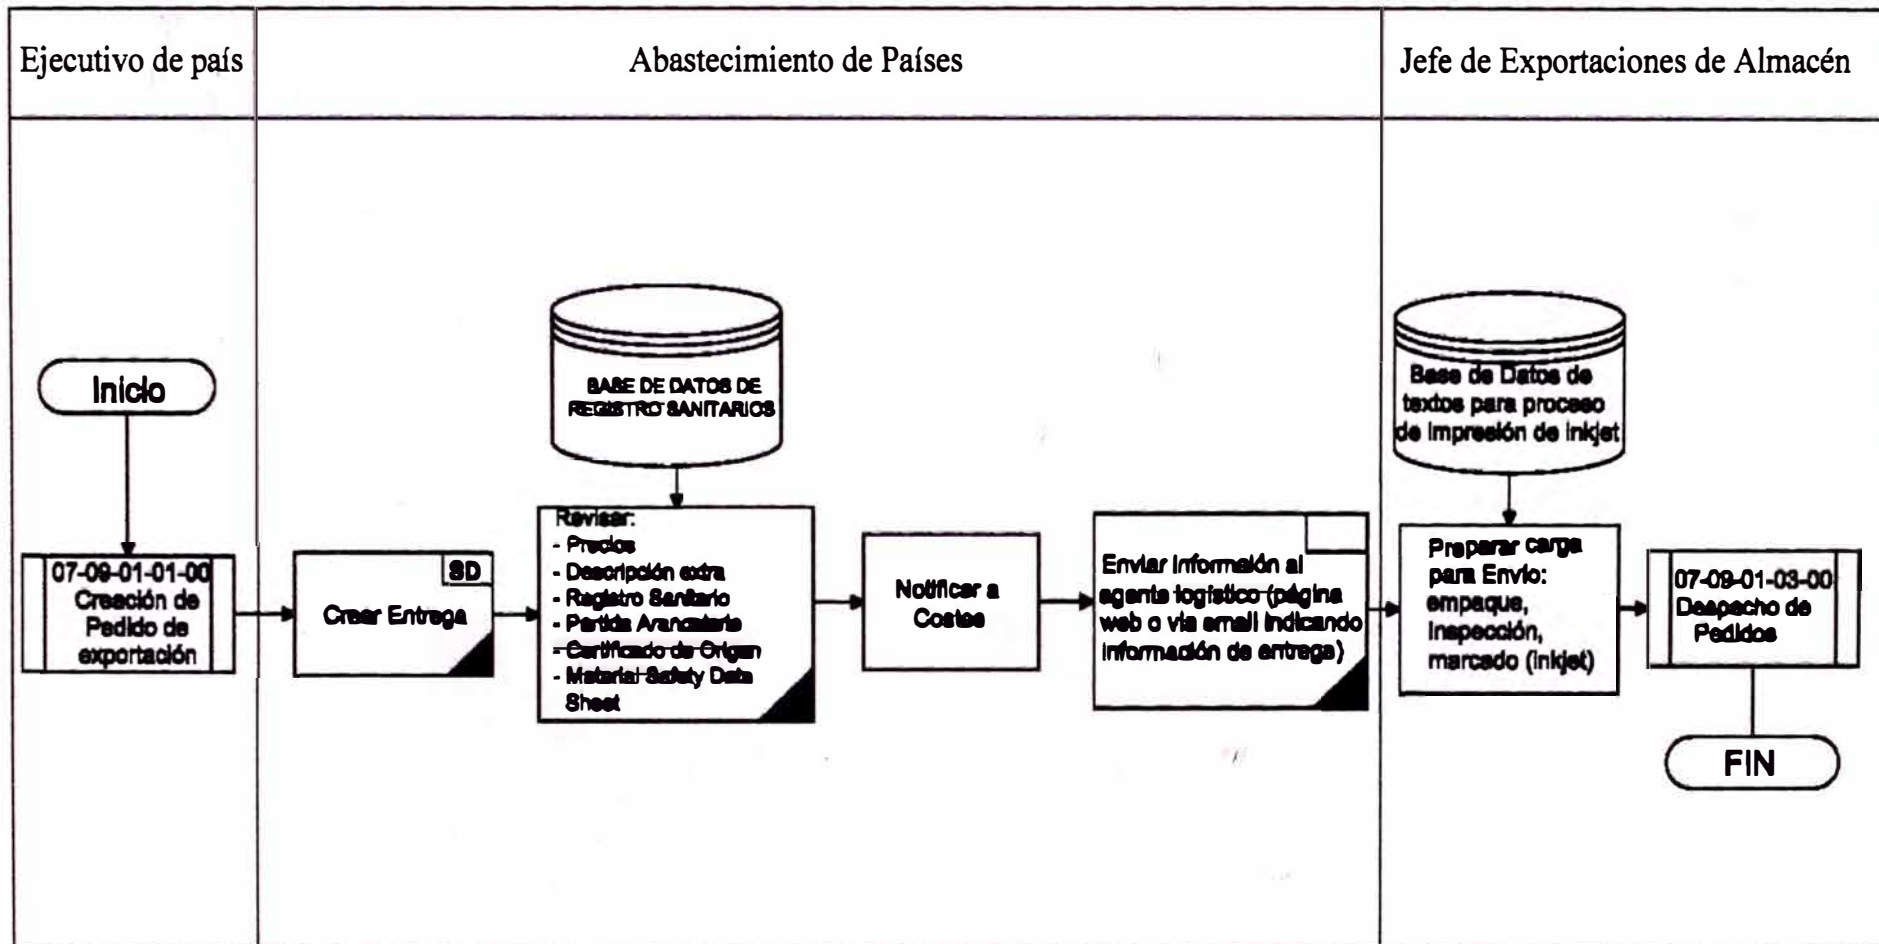 Ejecutivo de país
Abastecimiento de Países
Jefe de Exportaciones de Almacén
Inicio
07-09-01-01-00
Creación de
Pedido de
exportación
SD
Crear Entrega
BASE DE DATOS DE
REGISTRO SANITARIOS
Revisar:
- Precios
- Descripción extra
- Registro Sanitario
- Partida Arancelaria
- Certificado de Origen
- Material Safety Data
Sheet
Notificar a
Costos
Enviar información al
agente logístico (página
web o via email indicando
información de entrega)
Base de Datos de
textos para proceso
de impresión de inkjet
Preparar carga
para Envío:
empaque,
inspección,
marcado (inkjet)
07-09-01-03-00
Despacho de
Pedidos
FIN